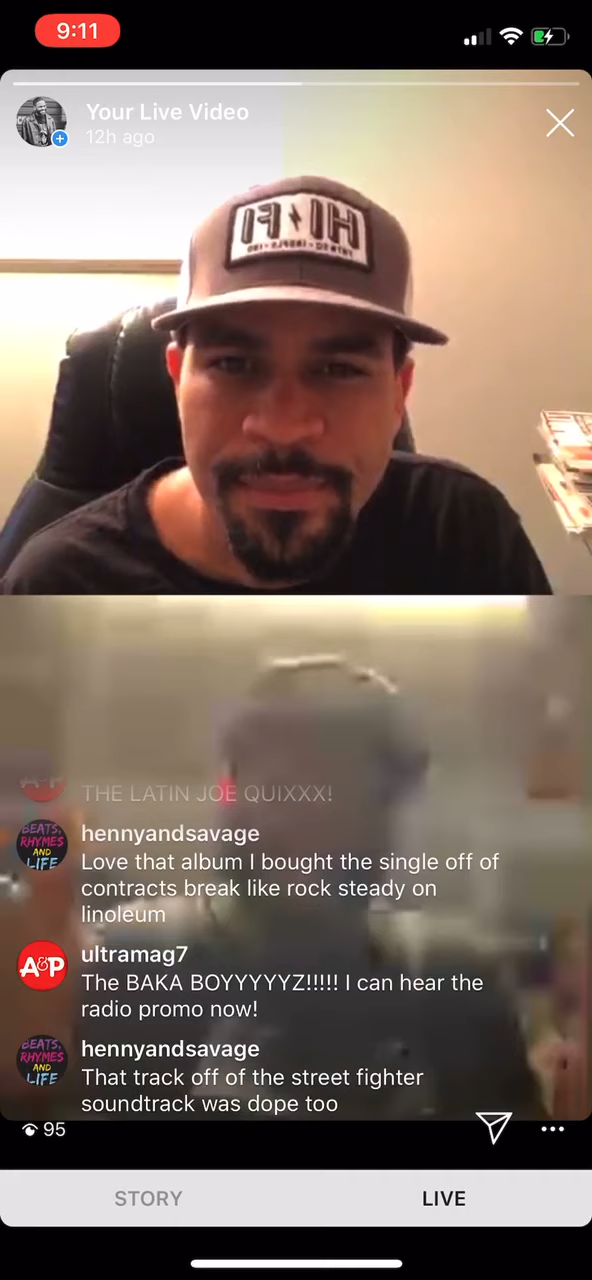 9:11
Your Live Video
12h ago
HI FI
THE LATIN JOE QUIXXX!
BEATS,
RHYMES
AND
LIFE
hennyandsavage
Love that album I bought the single off of
contracts break like rock steady on
linoleum
A&P
ultramag7
The BAKA BOYYYYYZ!!!!! I can hear the
radio promo now!
BEATS,
RHYMES
AND
LIFE
hennyandsavage
That track off of the street fighter
soundtrack was dope too
95
STORY
LIVE